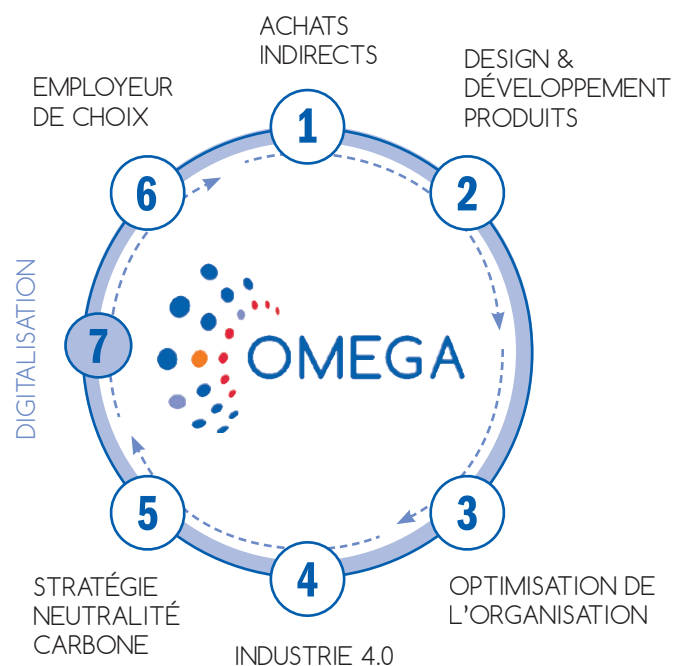 ACHATS
INDIRECTS
1
DESIGN &
DÉVELOPPEMENT
PRODUITS
2
OPTIMISATION DE
L'ORGANISATION
3
INDUSTRIE 4.0
4
STRATÉGIE
NEUTRALITÉ
CARBONE
5
EMPLOYEUR
DE CHOIX
6
DIGITALISATION
7
OMEGA